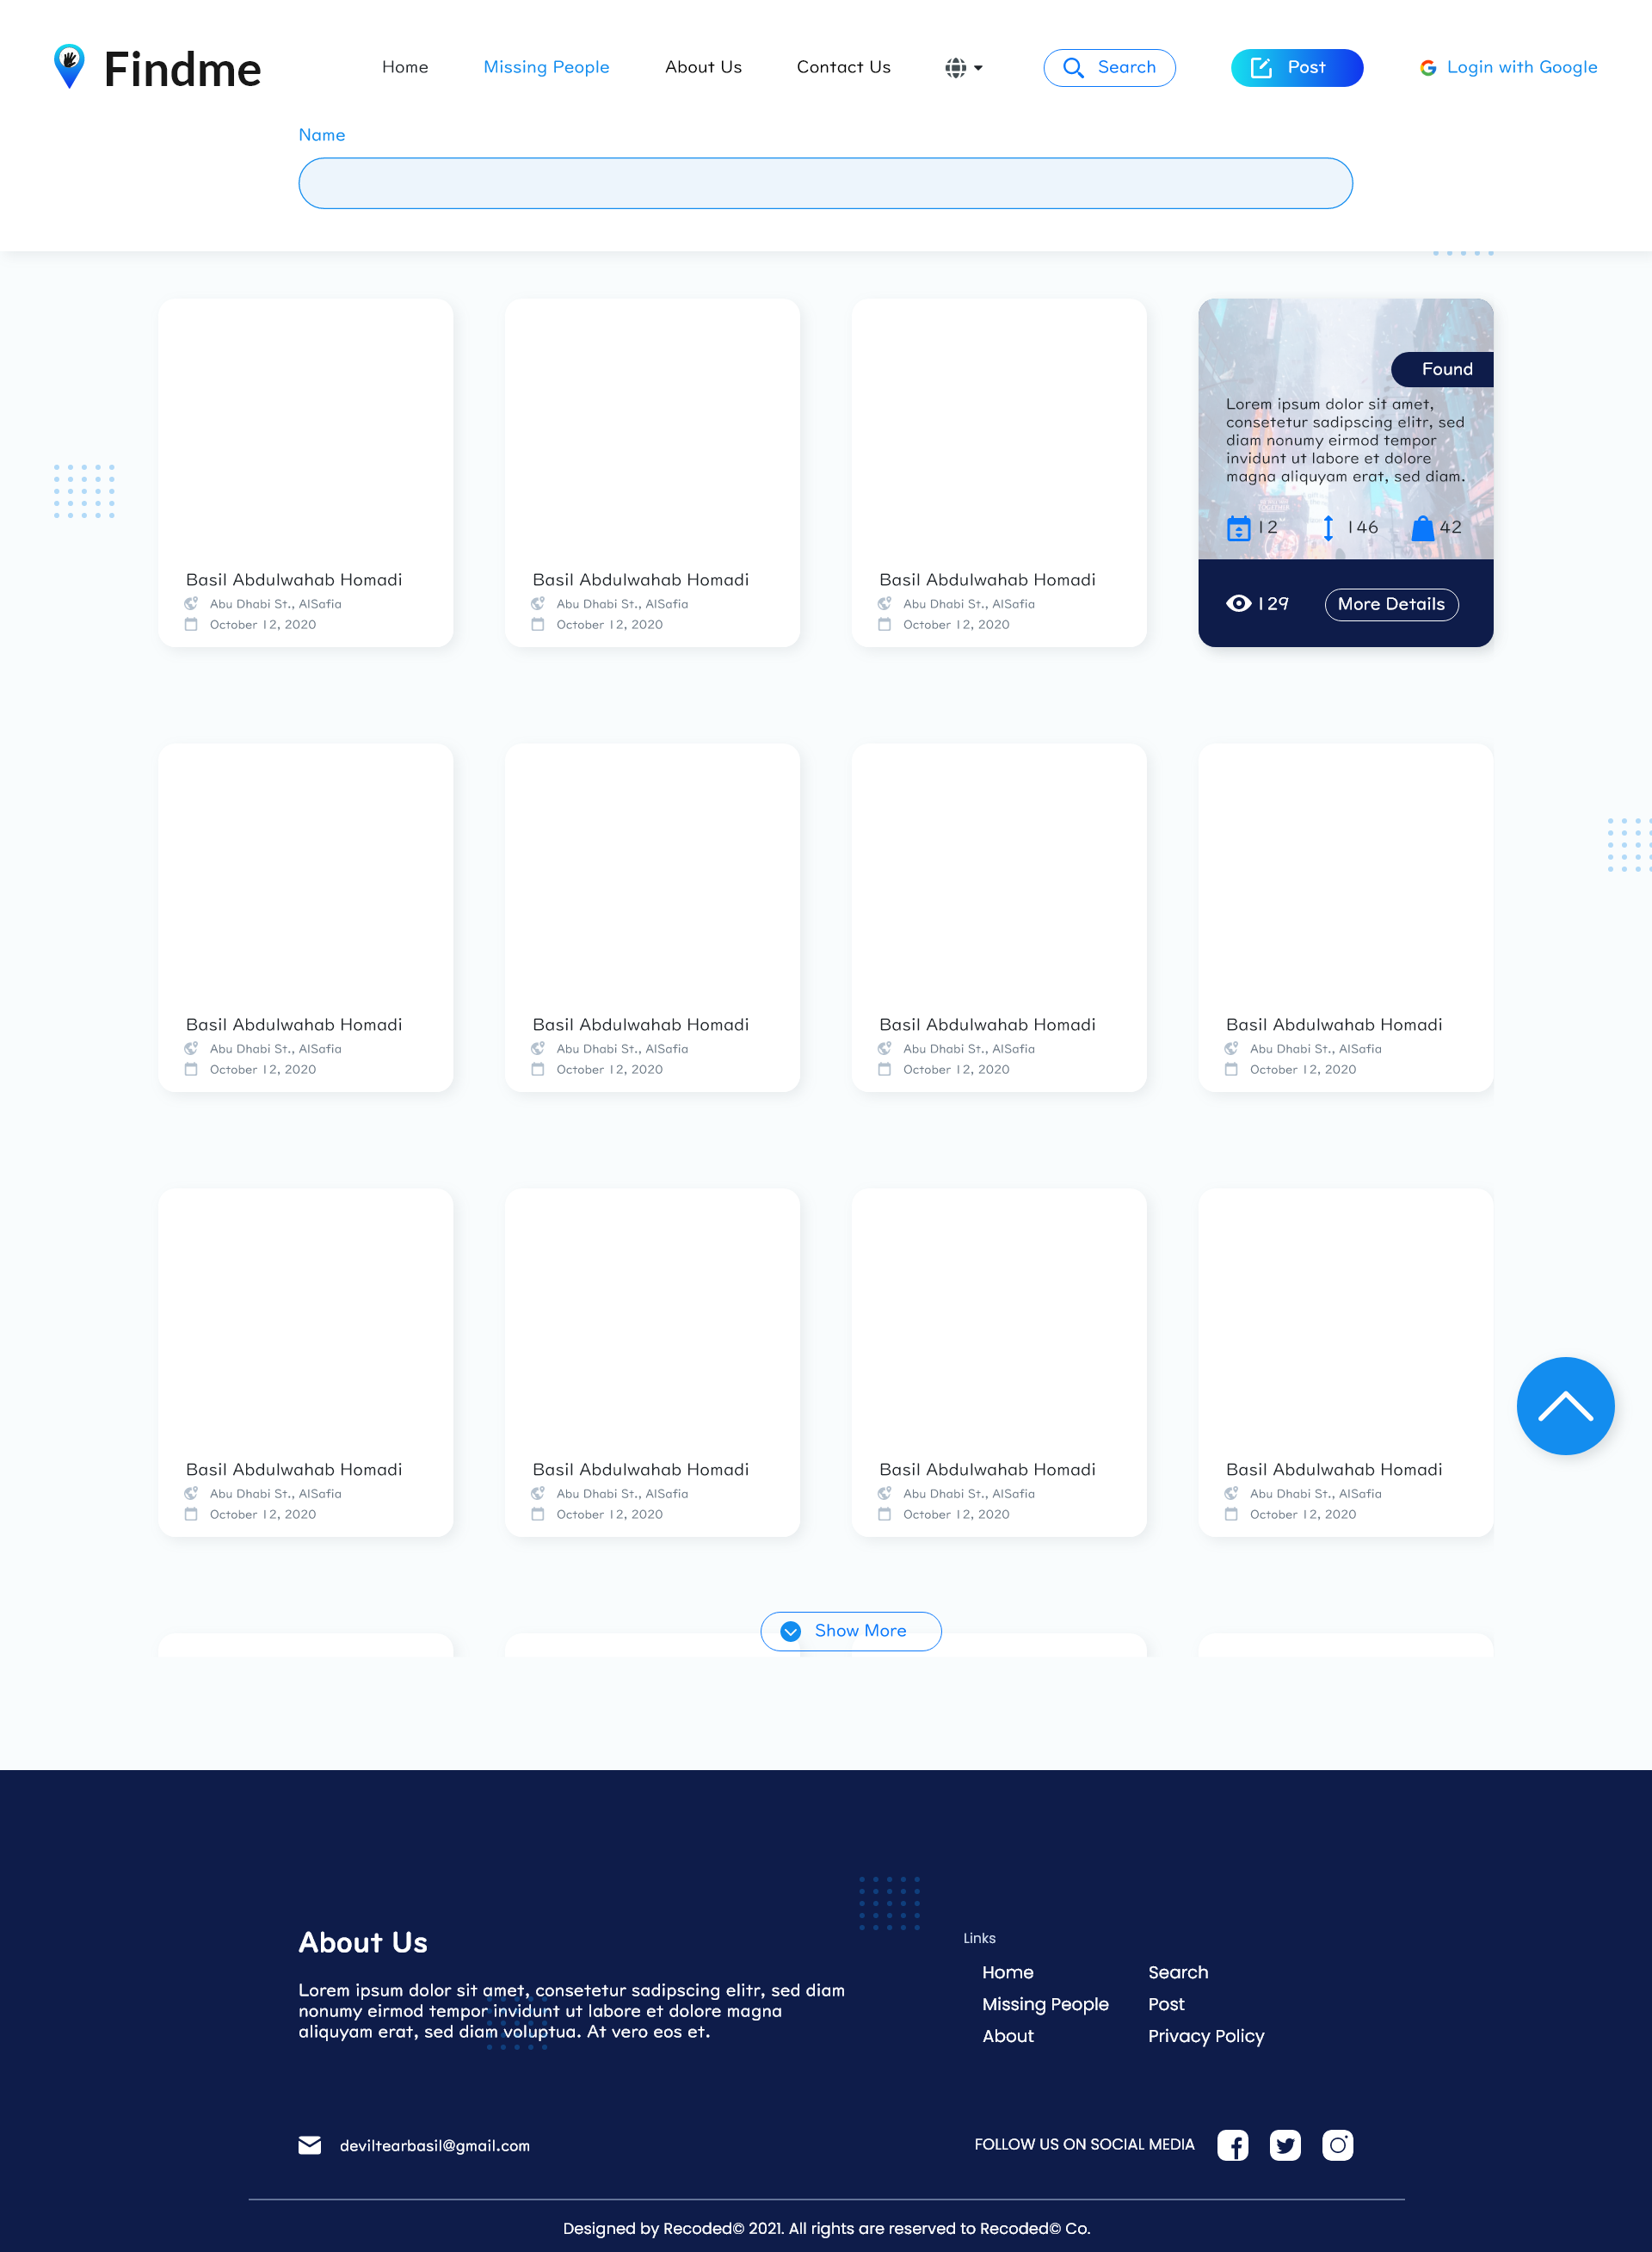 Findme
Home
Missing People
About Us
Contact Us
Search
Post
Login with Google
Name
Found
Lorem ipsum dolor sit amet,
consetetur sadipscing elitr, sed
diam nonumy eirmod tempor
invidunt ut labore et dolore
magna aliquyam erat, sed diam.
12
146
42
129
More Details
Basil Abdulwahab Homadi
Abu Dhabi St., AlSafia
October 12, 2020
Basil Abdulwahab Homadi
Abu Dhabi St., AlSafia
October 12, 2020
Basil Abdulwahab Homadi
Abu Dhabi St., AlSafia
October 12, 2020
Basil Abdulwahab Homadi
Abu Dhabi St., AlSafia
October 12, 2020
Basil Abdulwahab Homadi
Abu Dhabi St., AlSafia
October 12, 2020
Basil Abdulwahab Homadi
Abu Dhabi St., AlSafia
October 12, 2020
Basil Abdulwahab Homadi
Abu Dhabi St., AlSafia
October 12, 2020
Basil Abdulwahab Homadi
Abu Dhabi St., AlSafia
October 12, 2020
Basil Abdulwahab Homadi
Abu Dhabi St., AlSafia
October 12, 2020
Basil Abdulwahab Homadi
Abu Dhabi St., AlSafia
October 12, 2020
Basil Abdulwahab Homadi
Abu Dhabi St., AlSafia
October 12, 2020
Show More
About Us
Lorem ipsum dolor sit amet, consetetur sadipscing elitr, sed diam
nonumy eirmod tempor invidunt ut labore et dolore magna
aliquyam erat, sed diam voluptua. At vero eos et.
Links
Home
Search
Missing People
Post
About
Privacy Policy
deviltearbasil@gmail.com
FOLLOW US ON SOCIAL MEDIA
Designed by Recoded© 2021. All rights are reserved to Recoded© Co.